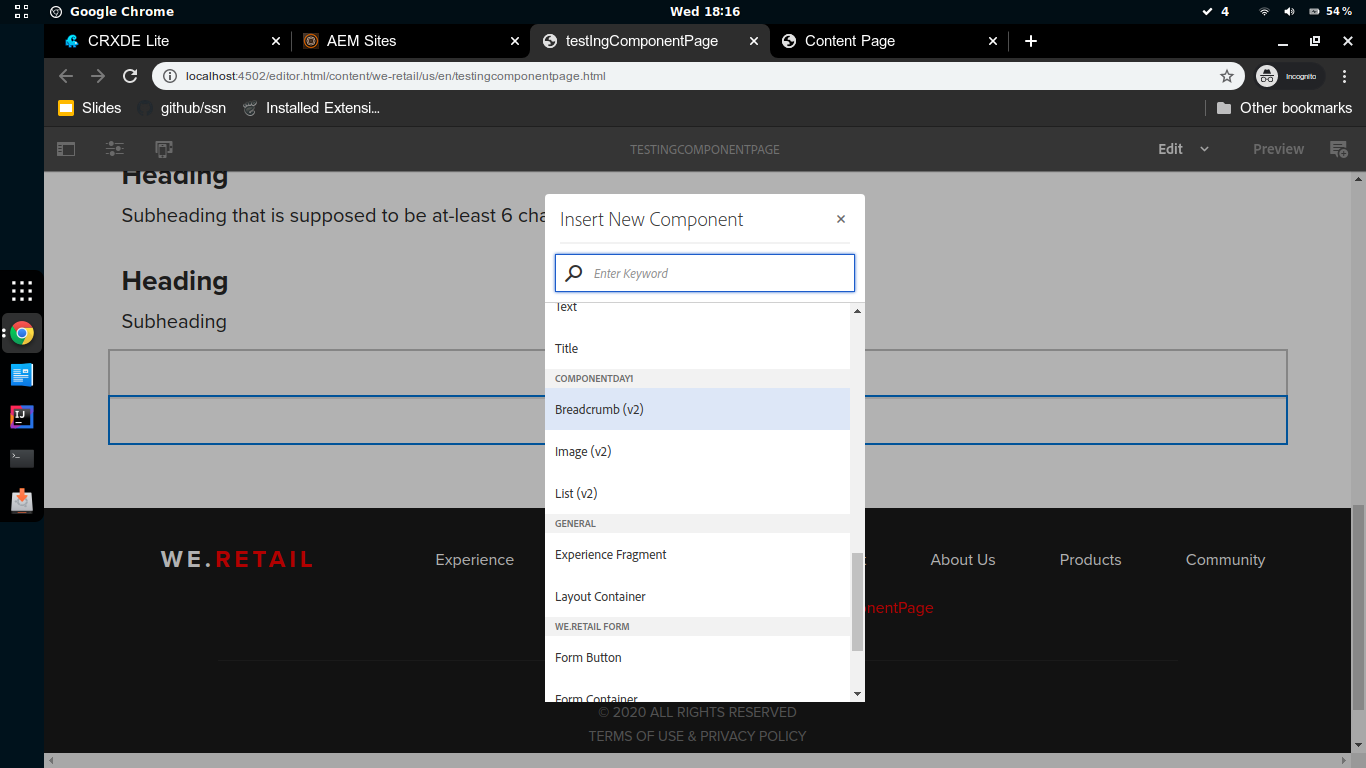 Google Chrome
Wed 18:16
4
54 %
CRXDE Lite
AEM Sites
testIngComponentPage
Content Page
localhost:4502/editor.html/content/we-retail/us/en/testingcomponentpage.html
Incognito
Slides
github/ssn
Installed Extensi...
Other bookmarks
TESTINGCOMPONENTPAGE
Edit
Preview
Heading
Subheading that is supposed to be at-least 6 cha
Heading
Subheading
Insert New Component
Enter Keyword
Text
Title
COMPONENTDAY1
Breadcrumb (v2)
Image (v2)
List (v2)
GENERAL
Experience Fragment
Layout Container
WE.RETAIL FORM
Form Button
Form Container
WE.RETAIL
Experience
About Us
Products
Community
nentPage
© 2020 ALL RIGHTS RESERVED
TERMS OF USE & PRIVACY POLICY